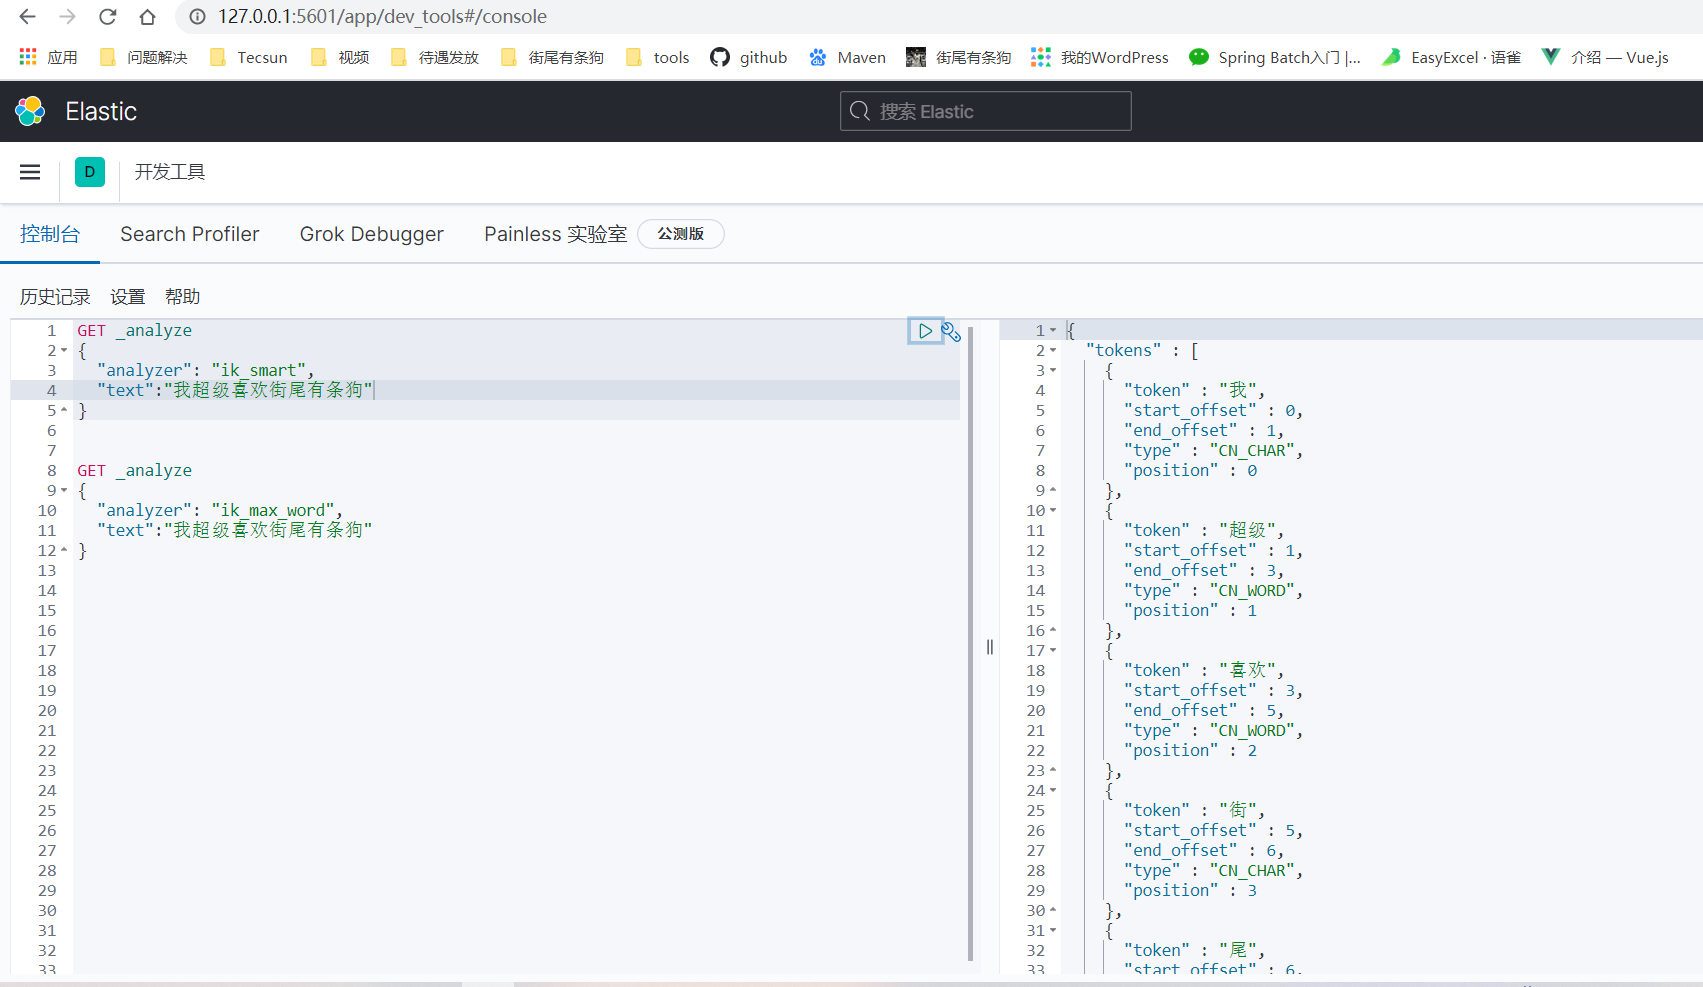 127.0.0.1:5601/app/dev_tools#/console
应用 问题解决 Tecsun 视频 待遇发放 街尾有条狗 tools github Maven 街尾有条狗 我的WordPress Spring Batch入门 |... EasyExcel · 语雀 介绍 — Vue.js
Elastic 搜索 Elastic
D 开发工具
控制台 Search Profiler Grok Debugger Painless 实验室 公测版
历史记录 设置 帮助
1 GET _analyze
2 {
3 "analyzer": "ik_smart",
4 "text":"我超级喜欢街尾有条狗"
5 }
6
7
8 GET _analyze
9 {
10 "analyzer": "ik_max_word",
11 "text":"我超级喜欢街尾有条狗"
12 }
13
14
15
16
17
18
19
20
21
22
23
24
25
26
27
28
29
30
31
32
33
1 {
2 "tokens" : [
3 {
4 "token" : "我",
5 "start_offset" : 0,
6 "end_offset" : 1,
7 "type" : "CN_CHAR",
8 "position" : 0
9 },
10 {
11 "token" : "超级",
12 "start_offset" : 1,
13 "end_offset" : 3,
14 "type" : "CN_WORD",
15 "position" : 1
16 },
17 {
18 "token" : "喜欢",
19 "start_offset" : 3,
20 "end_offset" : 5,
21 "type" : "CN_WORD",
22 "position" : 2
23 },
24 {
25 "token" : "街",
26 "start_offset" : 5,
27 "end_offset" : 6,
28 "type" : "CN_CHAR",
29 "position" : 3
30 },
31 {
32 "token" : "尾",
33 "start_offset" : 6,